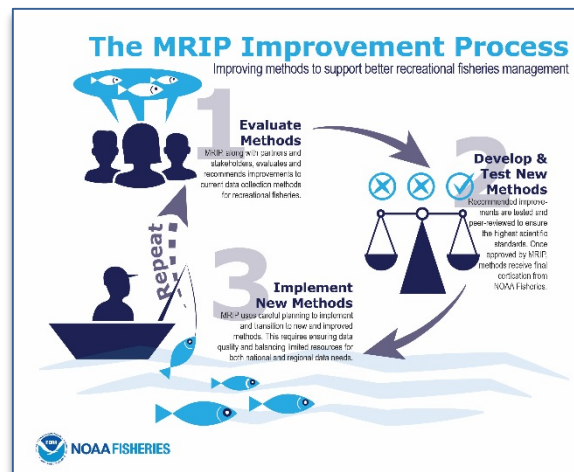 The MRIP Improvement Process
Improving methods to support better recreational fisheries management
1
Evaluate
Methods
MRIP, along with partners and
stakeholders, evaluates and
recommends improvements to
current data collection methods
for recreational fisheries.
2
Develop &
Test New
Methods
Recommended improve-
ments are tested and
peer-reviewed to ensure
the highest scientific
standards. Once
approved by MRIP,
methods receive final
certication from
NOAA Fisheries.
3
Implement
New Methods
MRIP uses careful planning to implement
and transition to new and improved
methods. This requires ensuring data
quality and balancing limited resources for
both national and regional data needs.
Repeat
NOAA
NOAA FISHERIES